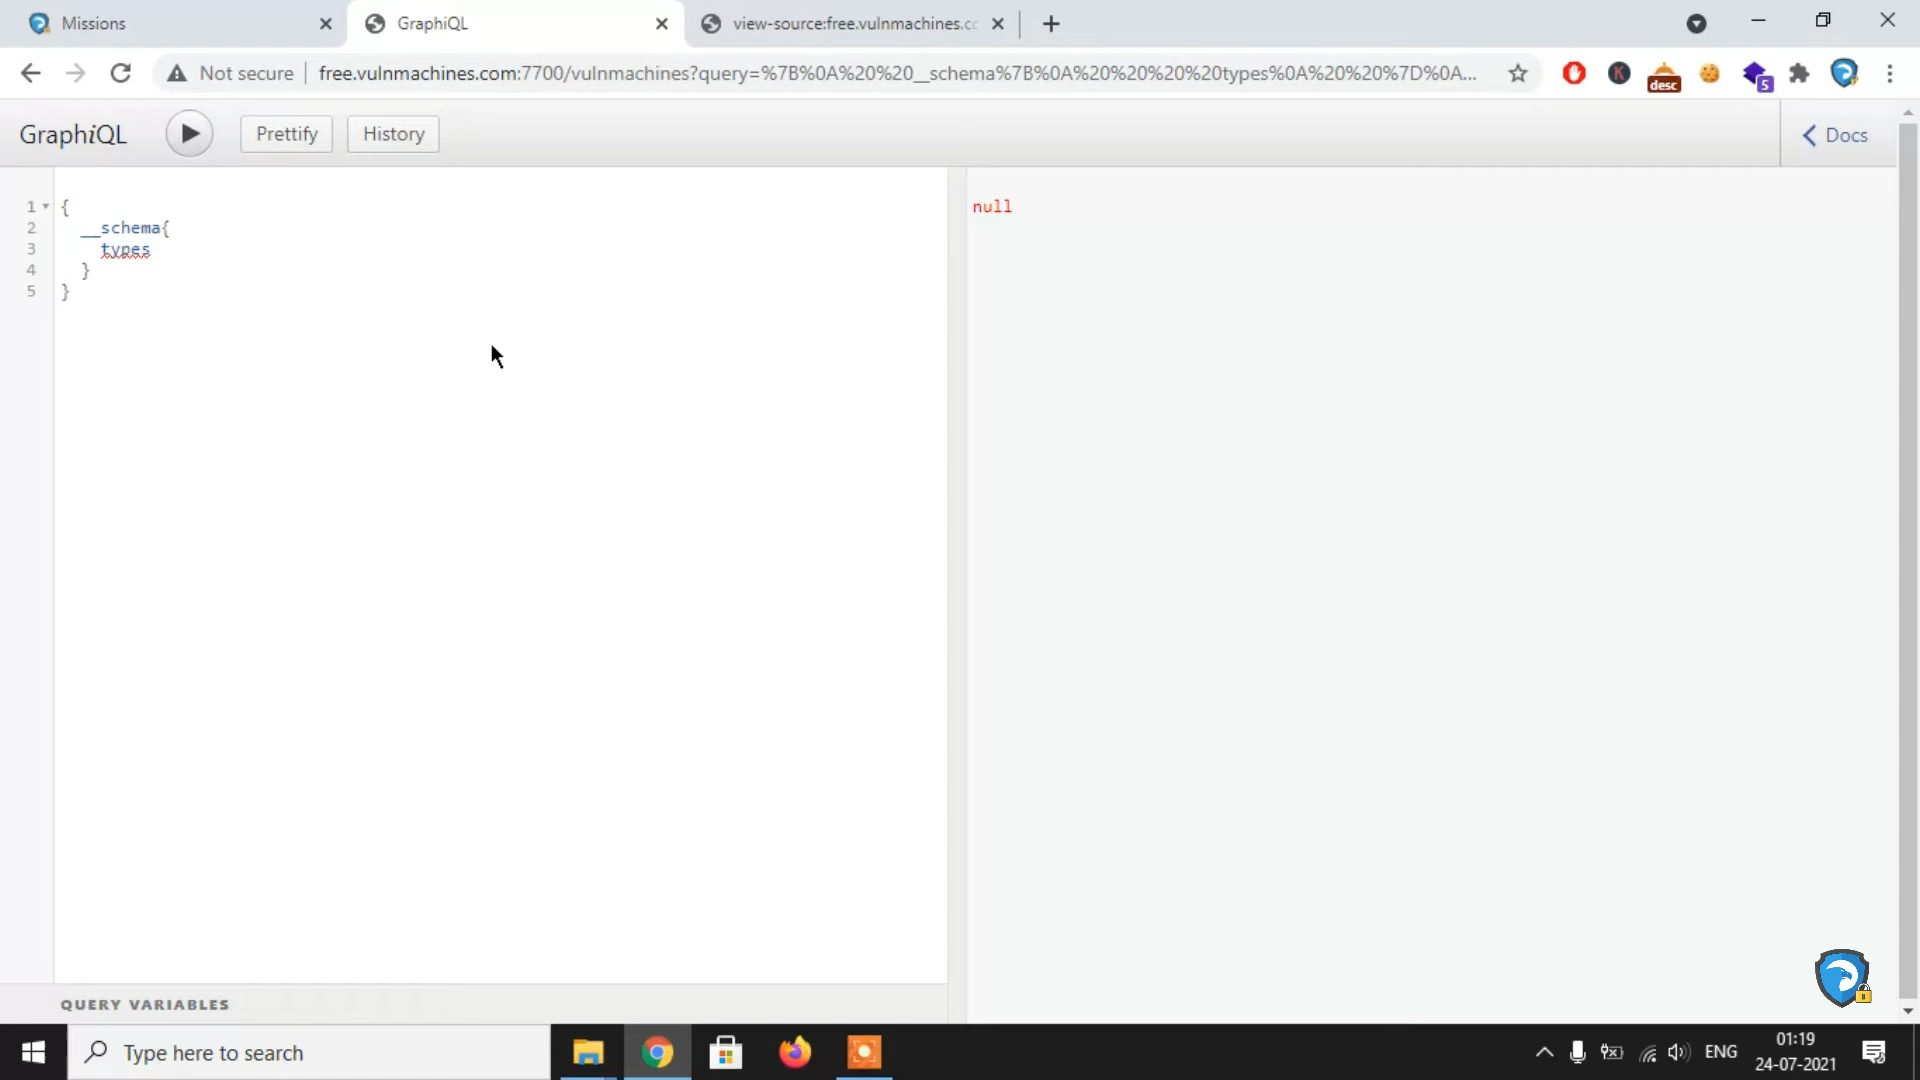 Missions
GraphiQL
view-source:free.vulnmachines.cc
Not secure
free.vulnmachines.com:7700/vulnmachines?query=%7B%0A%20%20__schema%7B%0A%20%20%20%20types%0A%20%20%7D%0A...
K
desc
5
GraphiQL
Prettify
History
Docs
1 {
2 __schema{
3 types
4 }
5 }
null
QUERY VARIABLES
Type here to search
ENG
01:19
24-07-2021